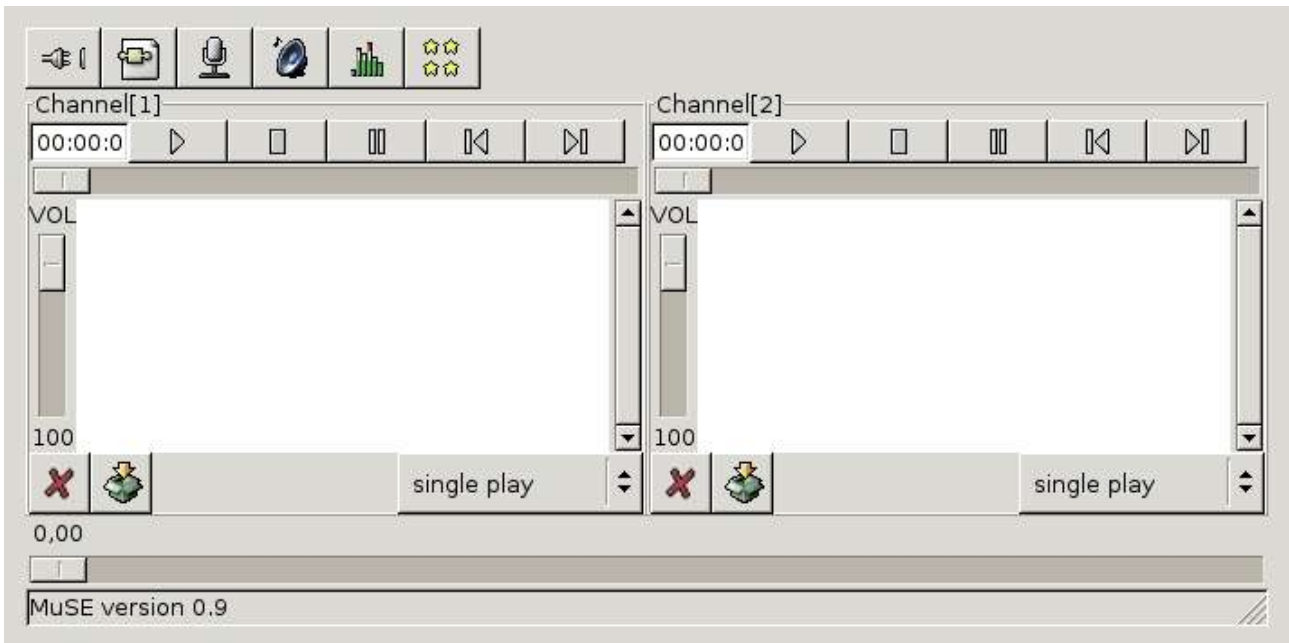 Channel[1] Channel[2]
00:00:0 00:00:0
VOL VOL
100 100
single play single play
0,00
MuSE version 0.9